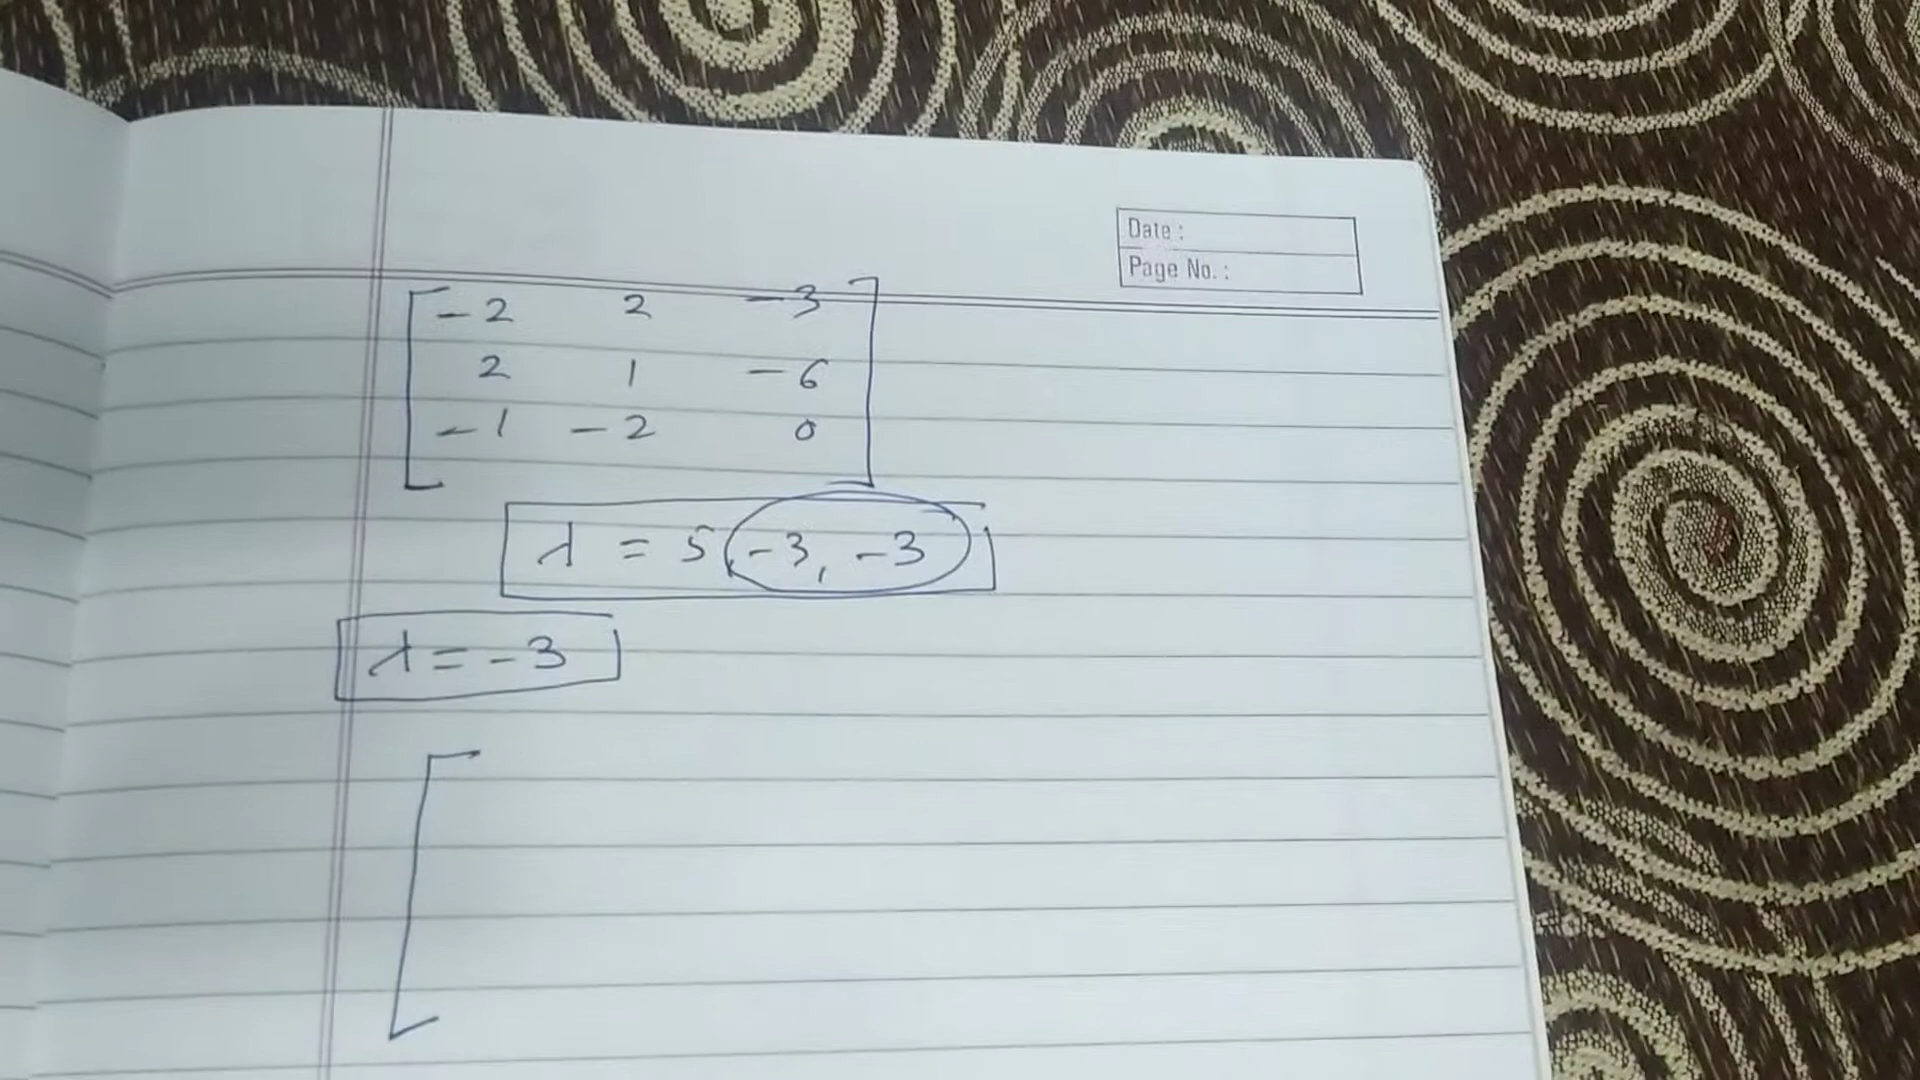 Date :
Page No. :
-2 2 -3
2 1 -6
-1 -2 0
λ = 5, -3, -3
λ = -3